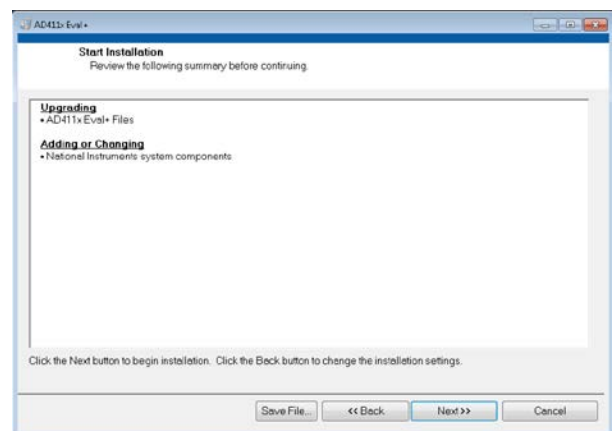 AD411x Eval+
Start Installation
Review the following summary before continuing.
Upgrading
• AD411x Eval+ Files
Adding or Changing
• National Instruments system components
Click the Next button to begin installation. Click the Back button to change the installation settings.
Save File... << Back Next >> Cancel